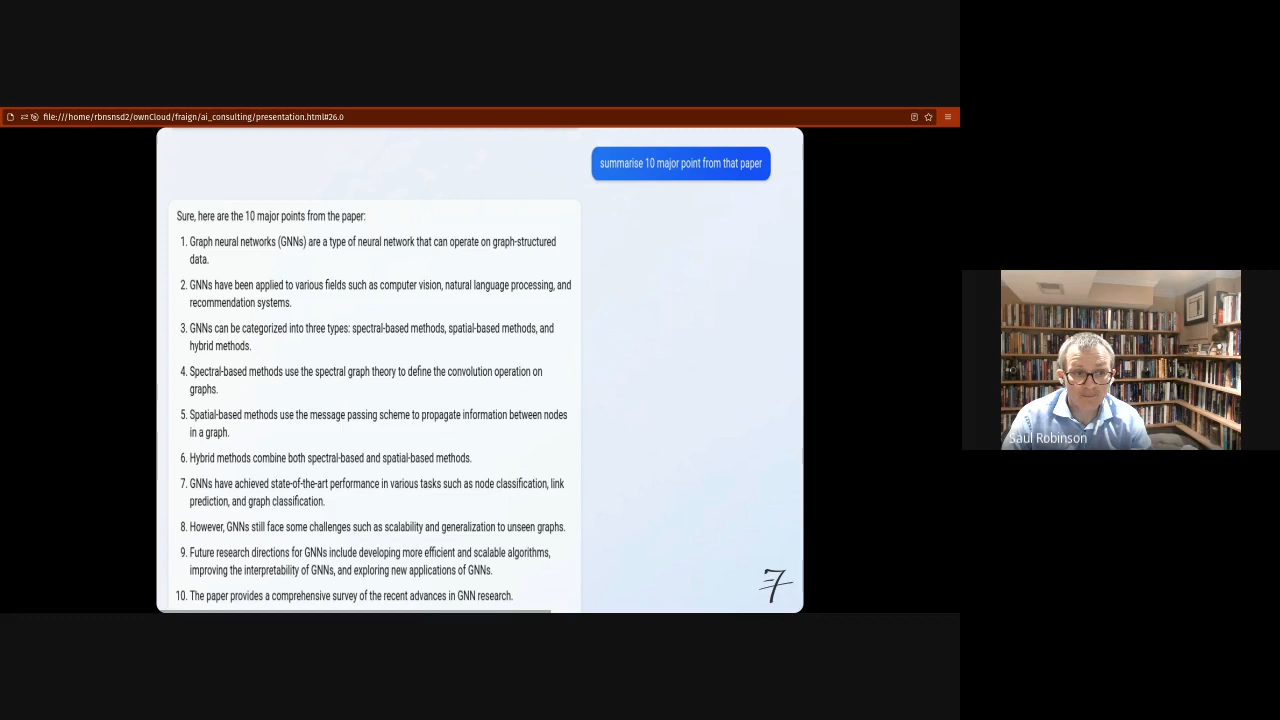 file:///home/rbnsnsd2/ownCloud/fraign/ai_consulting/presentation.html#26.0
summarise 10 major point from that paper
Sure, here are the 10 major points from the paper:
1. Graph neural networks (GNNs) are a type of neural network that can operate on graph-structured
data.
2. GNNs have been applied to various fields such as computer vision, natural language processing, and
recommendation systems.
3. GNNs can be categorized into three types: spectral-based methods, spatial-based methods, and
hybrid methods.
4. Spectral-based methods use the spectral graph theory to define the convolution operation on
graphs.
5. Spatial-based methods use the message passing scheme to propagate information between nodes
in a graph.
6. Hybrid methods combine both spectral-based and spatial-based methods.
7. GNNs have achieved state-of-the-art performance in various tasks such as node classification, link
prediction, and graph classification.
8. However, GNNs still face some challenges such as scalability and generalization to unseen graphs.
9. Future research directions for GNNs include developing more efficient and scalable algorithms,
improving the interpretability of GNNs, and exploring new applications of GNNs.
10. The paper provides a comprehensive survey of the recent advances in GNN research.
Saul Robinson